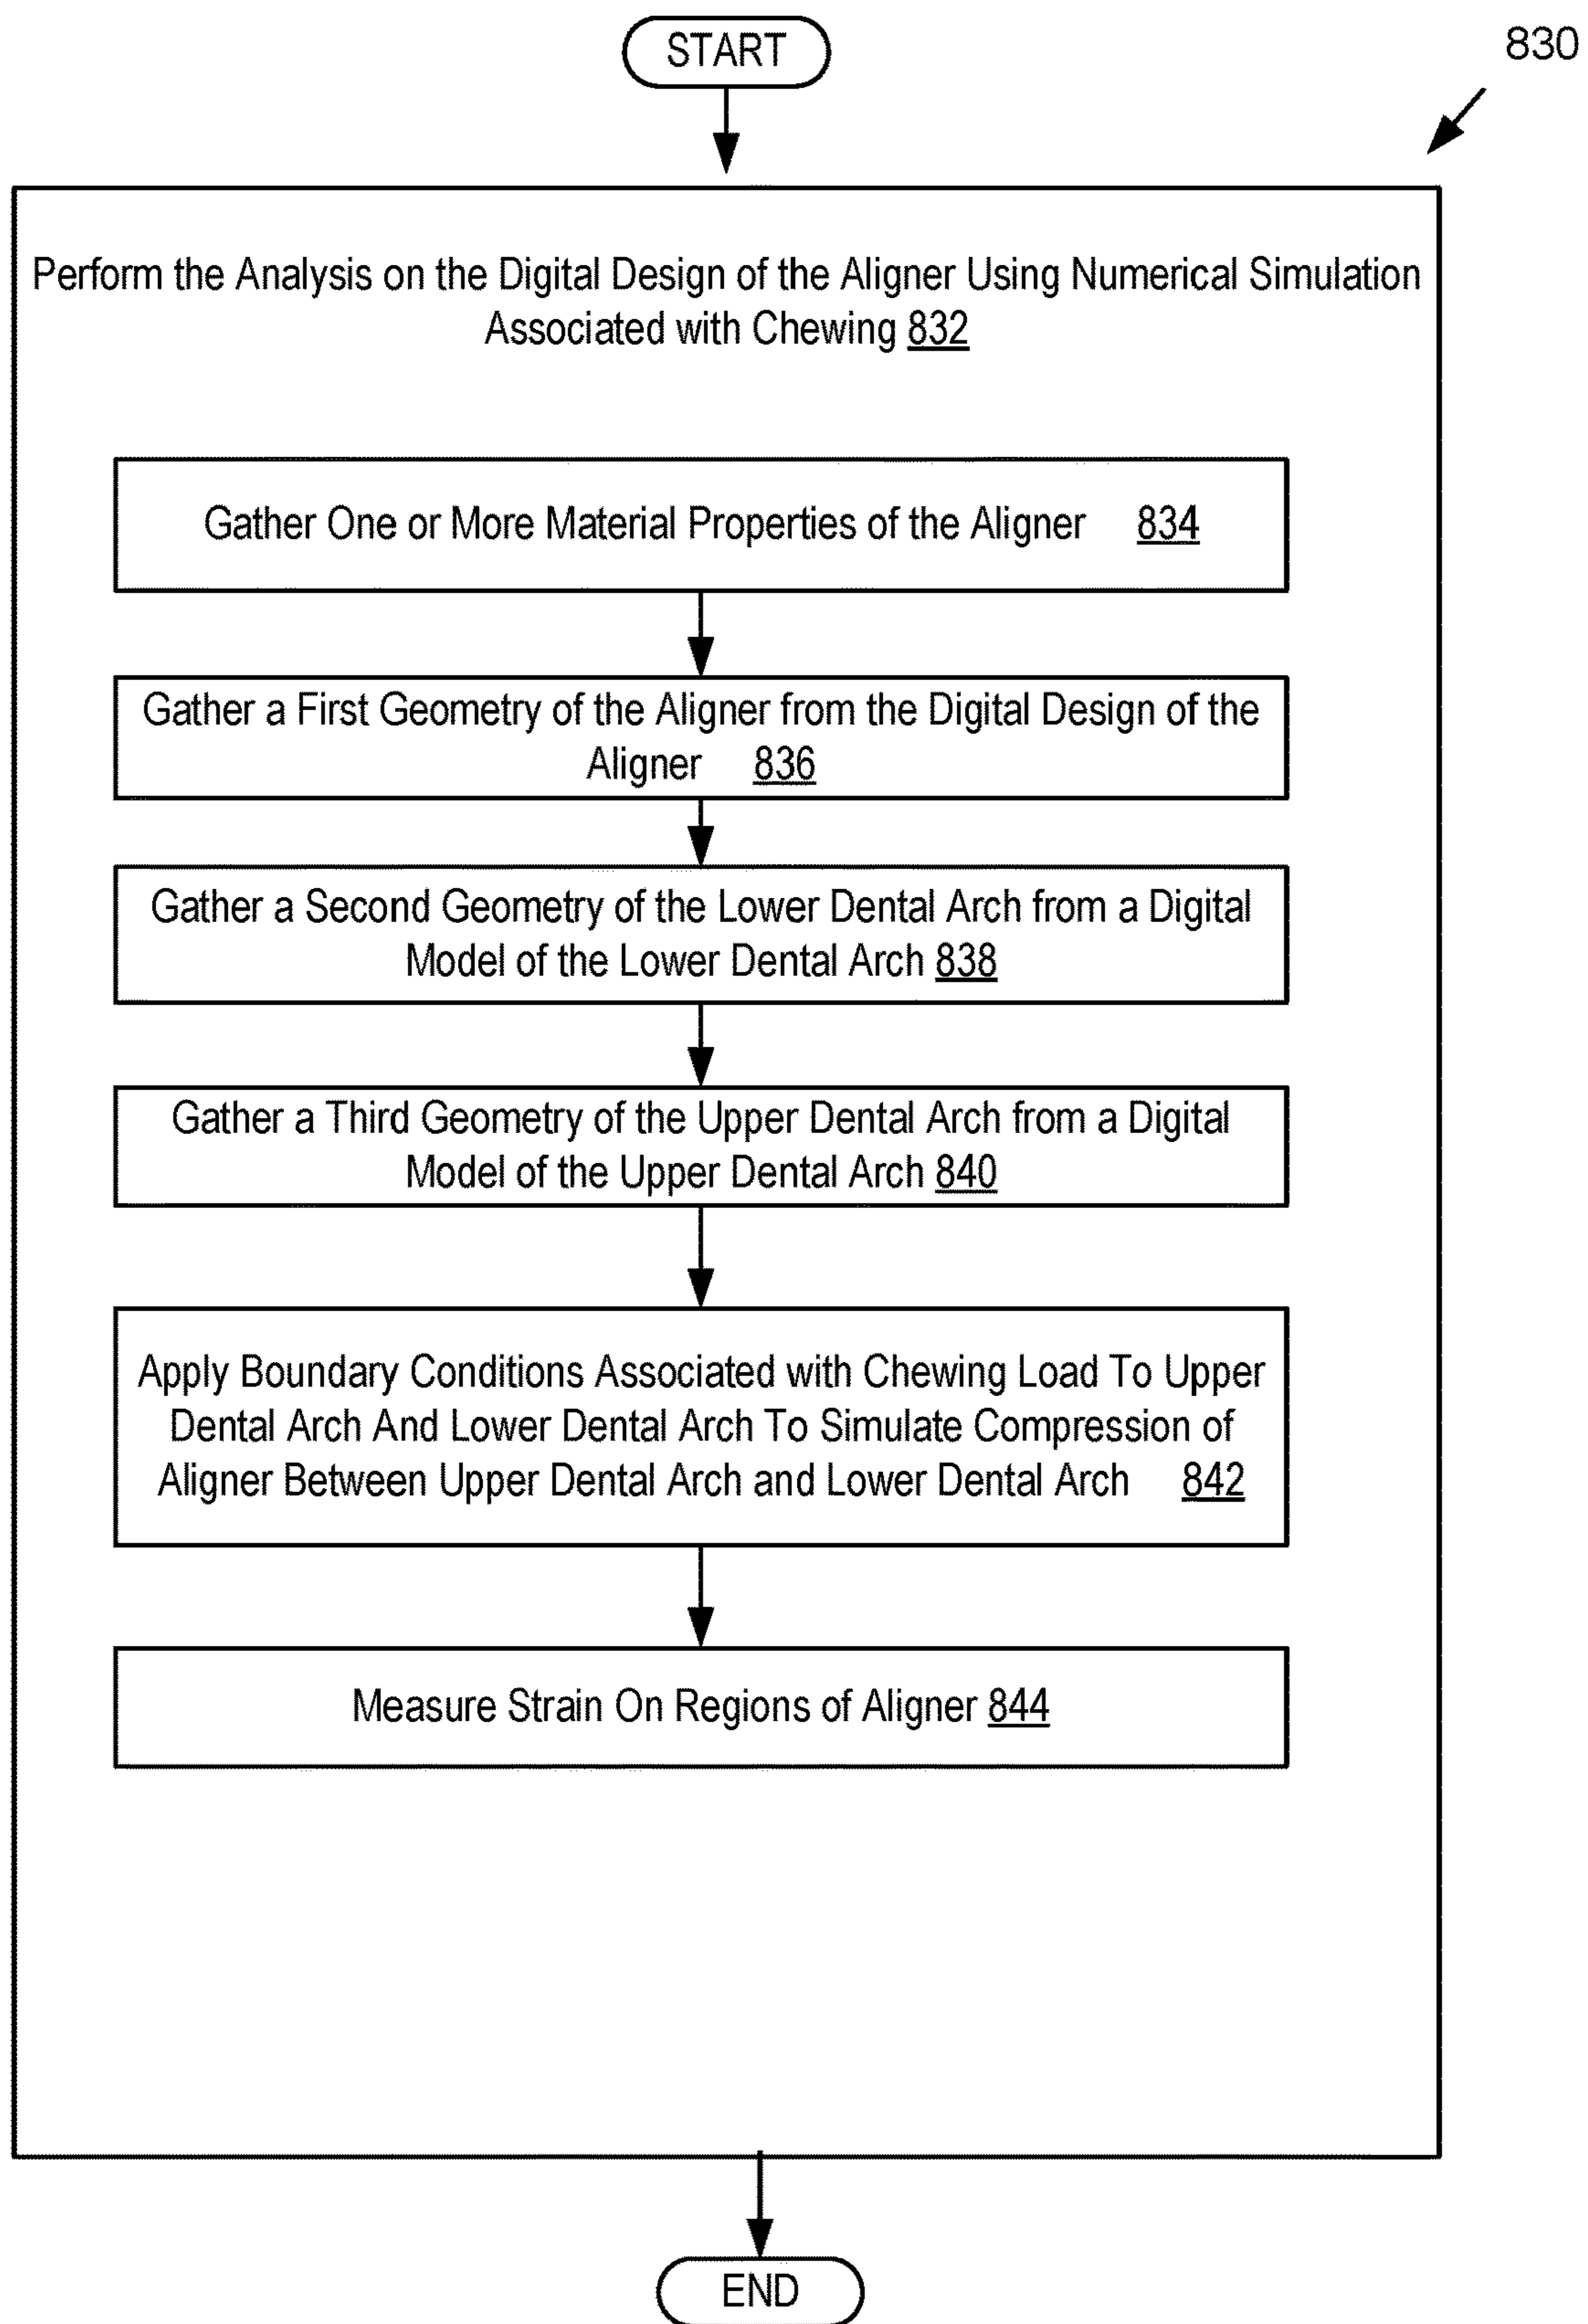 START
830
Perform the Analysis on the Digital Design of the Aligner Using Numerical Simulation
Associated with Chewing 832
Gather One or More Material Properties of the Aligner 834
Gather a First Geometry of the Aligner from the Digital Design of the
Aligner 836
Gather a Second Geometry of the Lower Dental Arch from a Digital
Model of the Lower Dental Arch 838
Gather a Third Geometry of the Upper Dental Arch from a Digital
Model of the Upper Dental Arch 840
Apply Boundary Conditions Associated with Chewing Load To Upper
Dental Arch And Lower Dental Arch To Simulate Compression of
Aligner Between Upper Dental Arch and Lower Dental Arch 842
Measure Strain On Regions of Aligner 844
END